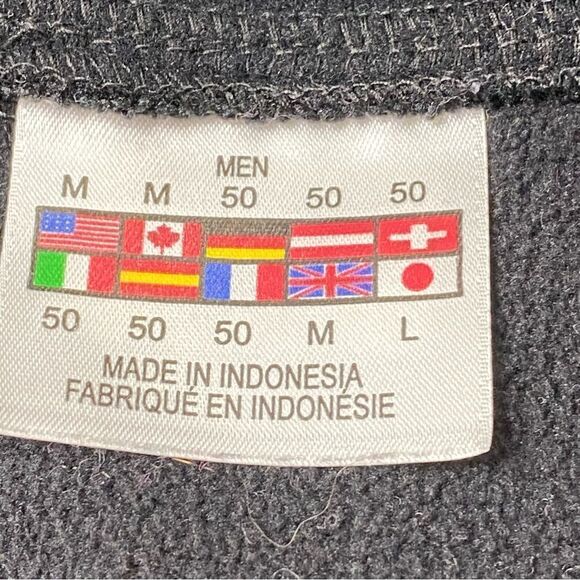 MEN
M M 50 50 50
50 50 50 M L
MADE IN INDONESIA
FABRIQUÉ EN INDONÉSIE